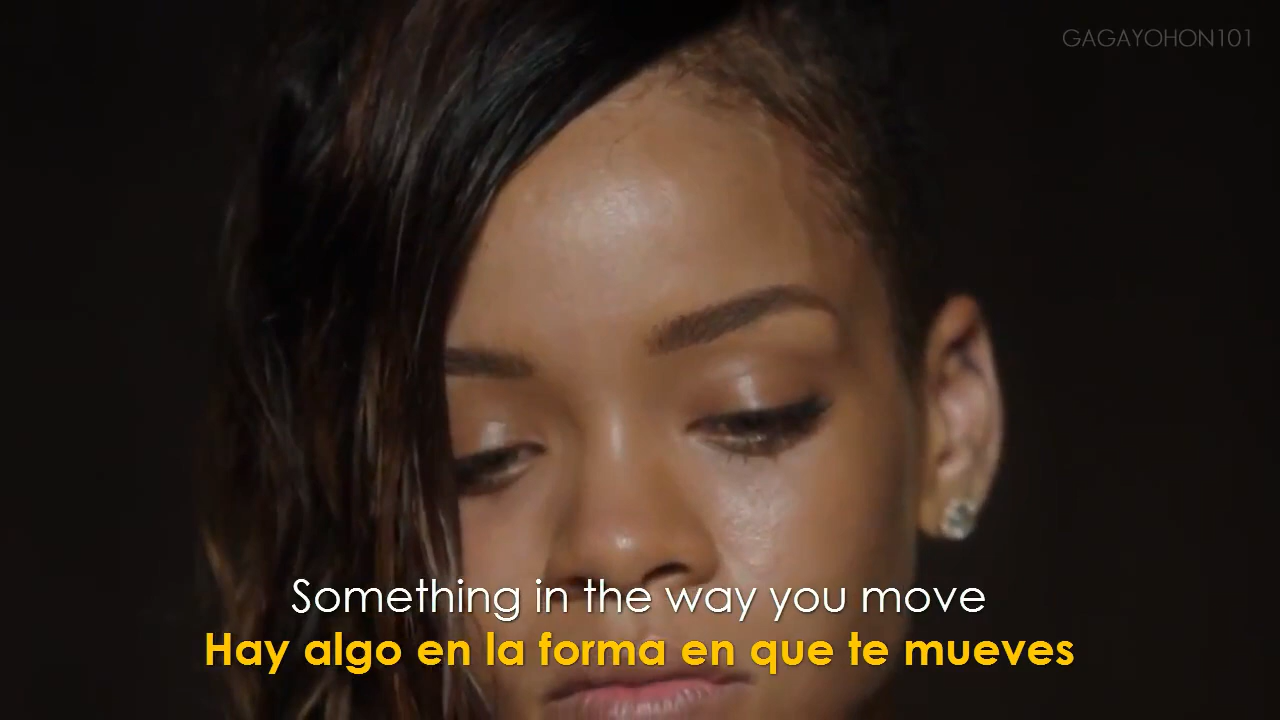 GAGAYOHON101
Something in the way you move
Hay algo en la forma en que te mueves